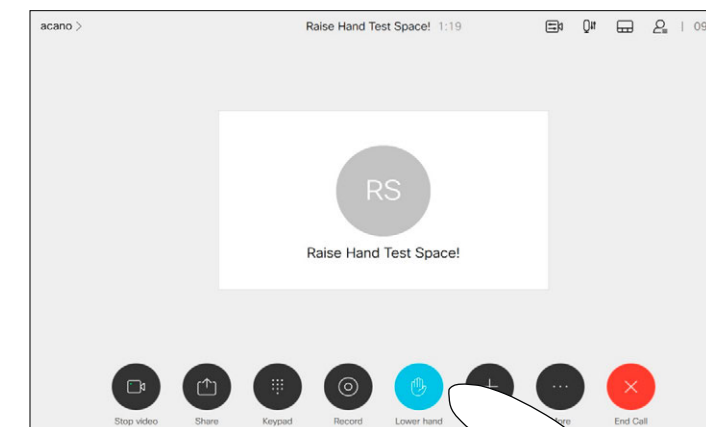 acano >
Raise Hand Test Space! 1:19
09
RS
Raise Hand Test Space!
Stop video
Share
Keypad
Record
Lower hand
End Call